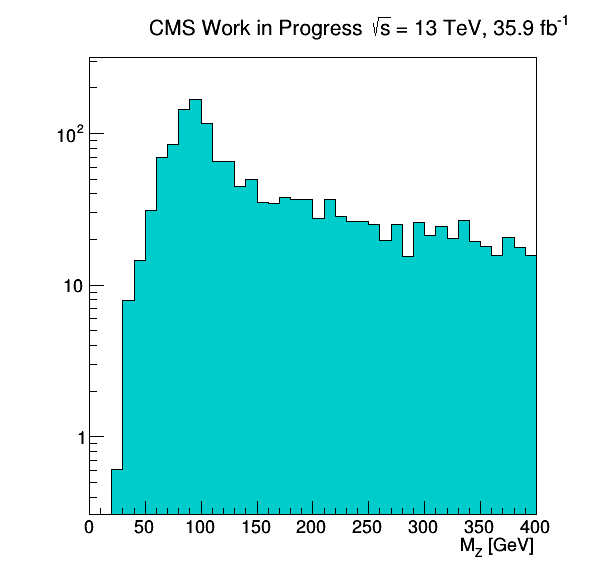 CMS Work in Progress √s = 13 TeV, 35.9 fb⁻¹
10²
10
1
0 50 100 150 200 250 300 350 400
M_Z [GeV]